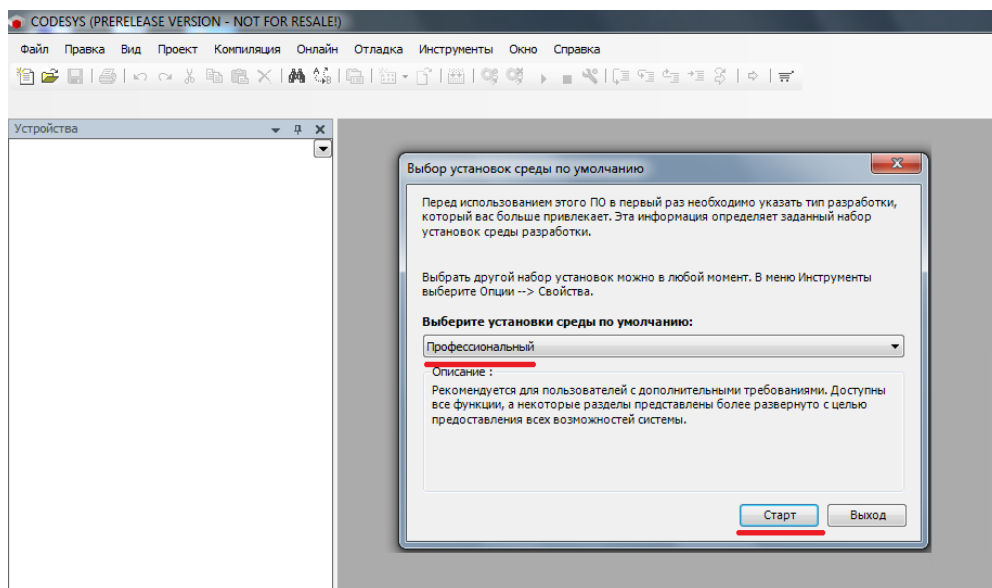 CODESYS (PRERELEASE VERSION - NOT FOR RESALE!)
Файл Правка Вид Проект Компиляция Онлайн Отладка Инструменты Окно Справка
Устройства
Выбор установок среды по умолчанию
Перед использованием этого ПО в первый раз необходимо указать тип разработки,
который вас больше привлекает. Эта информация определяет заданный набор
установок среды разработки.
Выбрать другой набор установок можно в любой момент. В меню Инструменты
выберите Опции --> Свойства.
Выберите установки среды по умолчанию:
Профессиональный
Описание :
Рекомендуется для пользователей с дополнительными требованиями. Доступны
все функции, а некоторые разделы представлены более развернуто с целью
предоставления всех возможностей системы.
Старт Выход